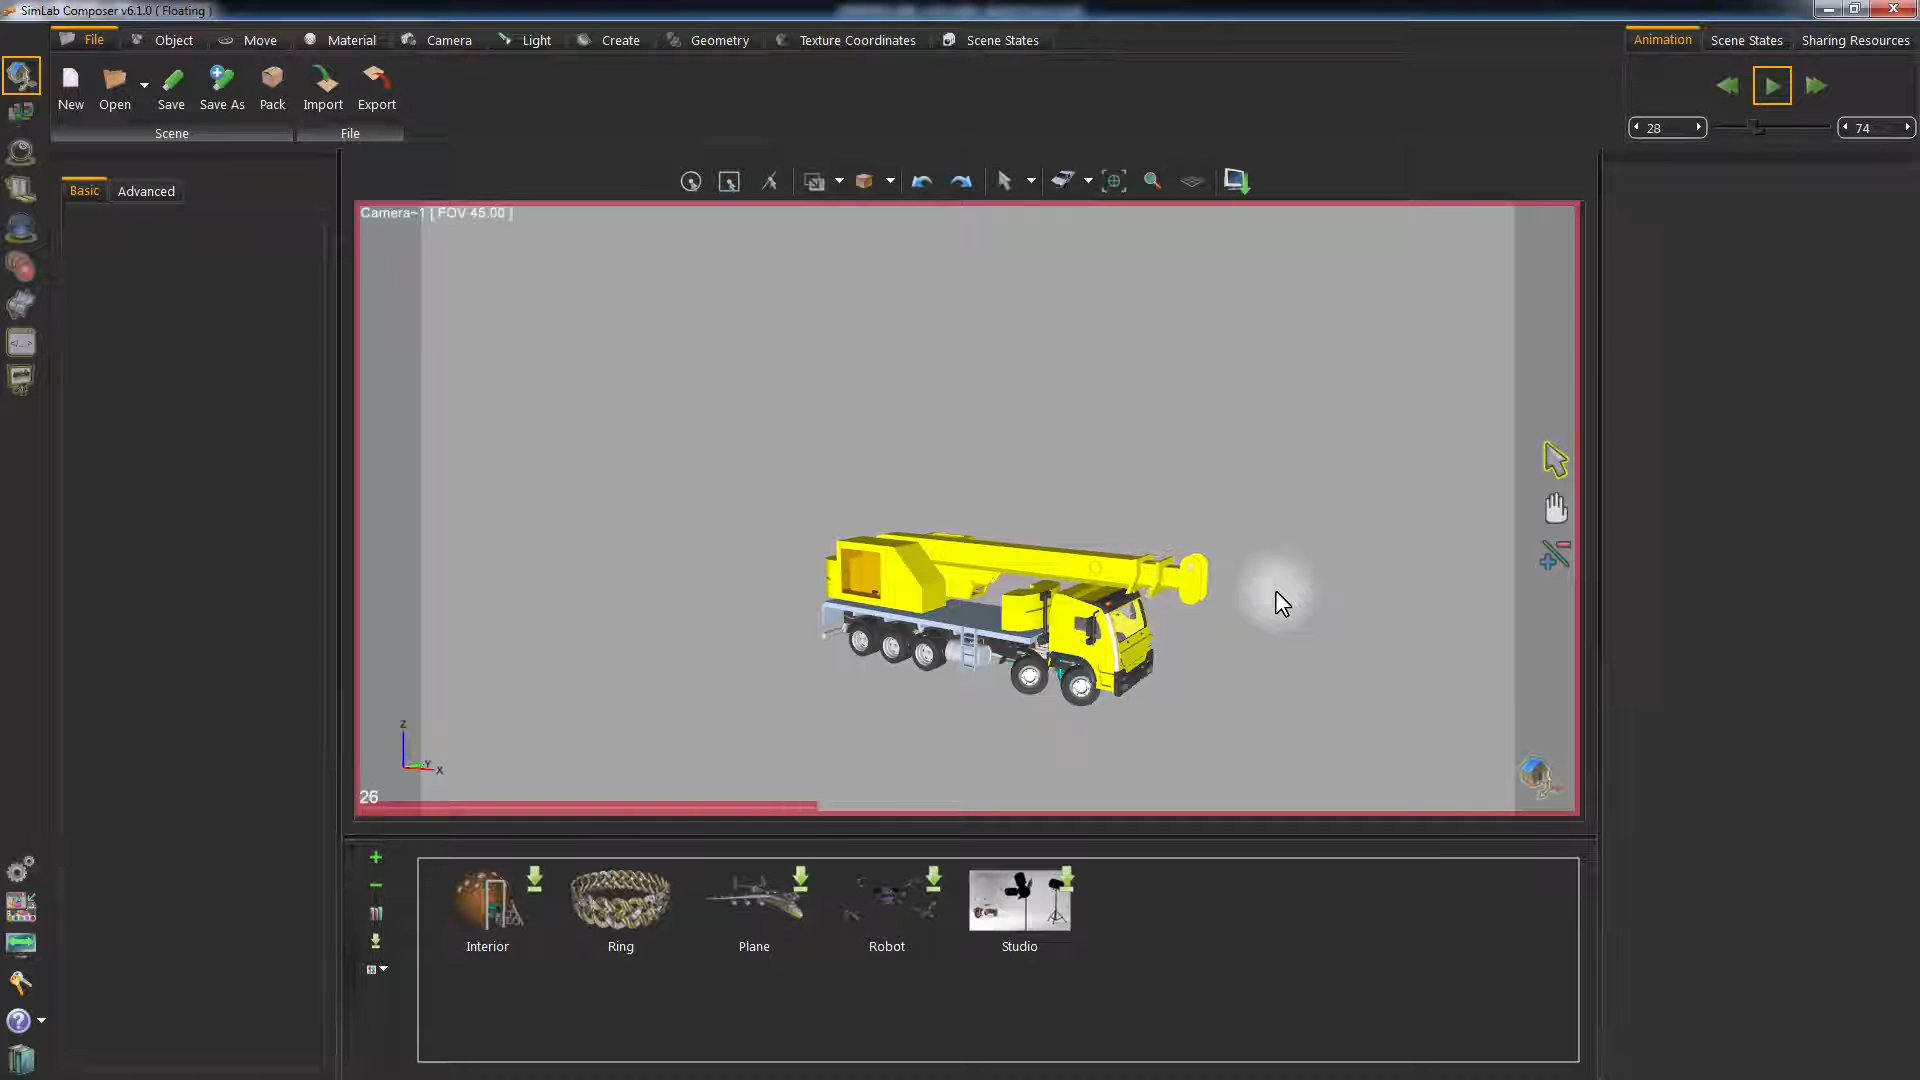 SimLab Composer v6.1.0 ( Floating )
File Object Move Material Camera Light Create Geometry Texture Coordinates Scene States
Animation Scene States Sharing Resources
New Open Save Save As Pack Import Export
Scene File
28 74
Basic Advanced
Camera~1 [ FOV 45.00 ]
Z
Y
X
26
Interior Ring Plane Robot Studio